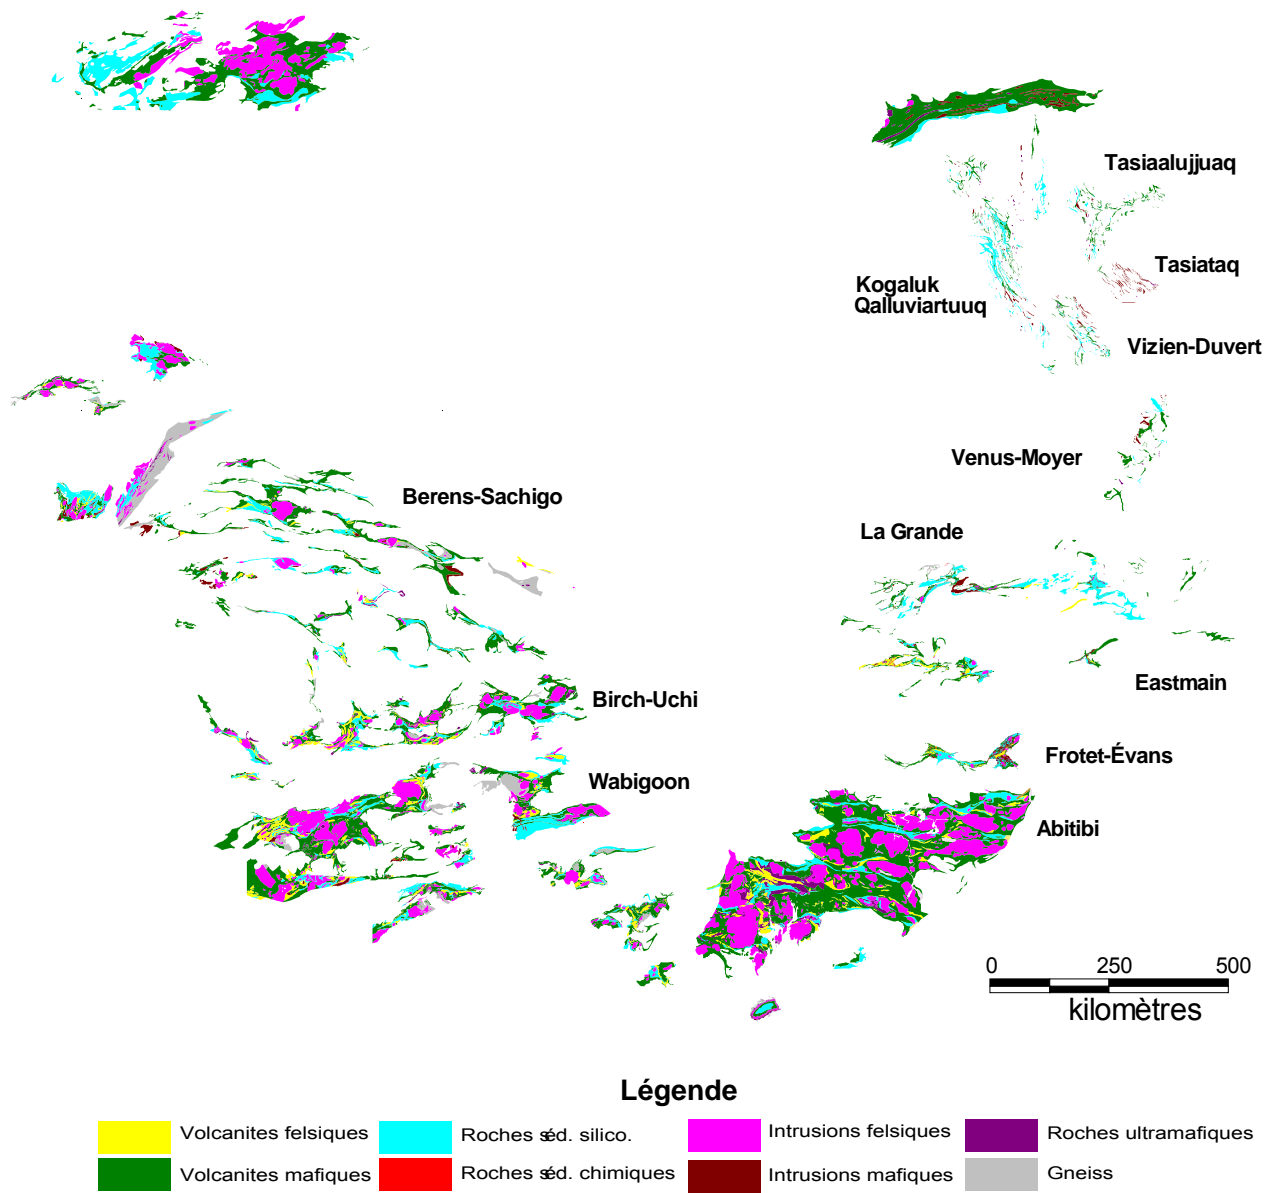 Tasiaalujjuaq
Tasiataq
Kogaluk
Qalluviartuuq
Vizien-Duvert
Venus-Moyer
Berens-Sachigo
La Grande
Eastmain
Birch-Uchi
Frotet-Évans
Wabigoon
Abitibi
0 250 500
kilomètres
Légende
Volcanites felsiques
Roches séd. silico.
Intrusions felsiques
Roches ultramafiques
Volcanites mafiques
Roches séd. chimiques
Intrusions mafiques
Gneiss